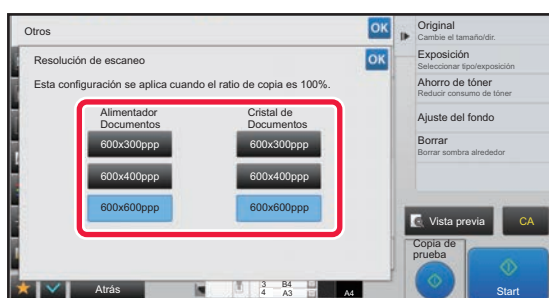 Otros
OK
Resolución de escaneo
OK
Esta configuración se aplica cuando el ratio de copia es 100%.
Alimentador
Documentos
Cristal de
Documentos
600x300ppp
600x300ppp
600x400ppp
600x400ppp
600x600ppp
600x600ppp
Atrás
3 B4
4 A3
A4
Original
Cambie el tamaño/dir.
Exposición
Seleccionar tipo/exposición
Ahorro de tóner
Reducir consumo de tóner
Ajuste del fondo
Borrar
Borrar sombra alrededor
Vista previa
CA
Copia de
prueba
Start